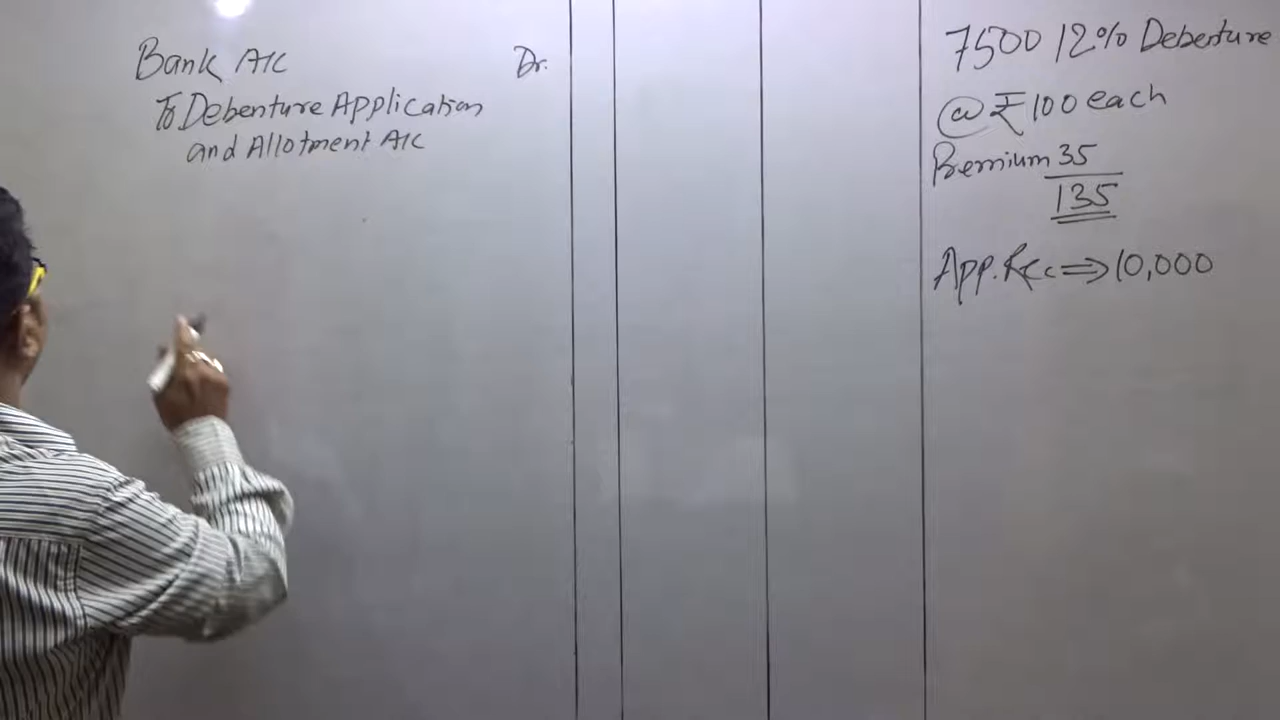 Bank A/C Dr.
To Debenture Application
and Allotment A/C
7500 12% Debenture
@ ₹100 each
Premium 35
135
App. Rec ⇒ 10,000